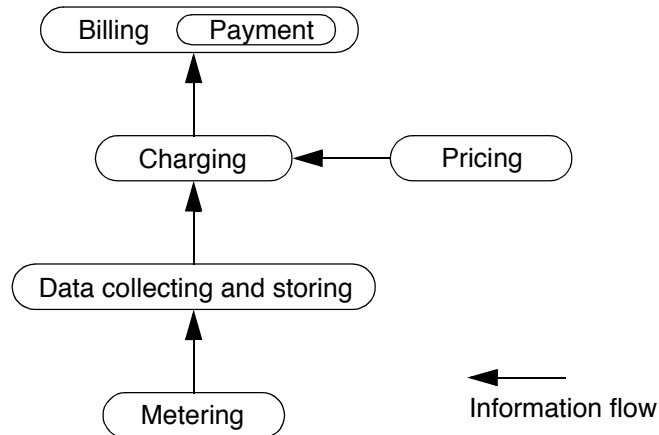 Billing Payment
Charging Pricing
Data collecting and storing
Metering
Information flow